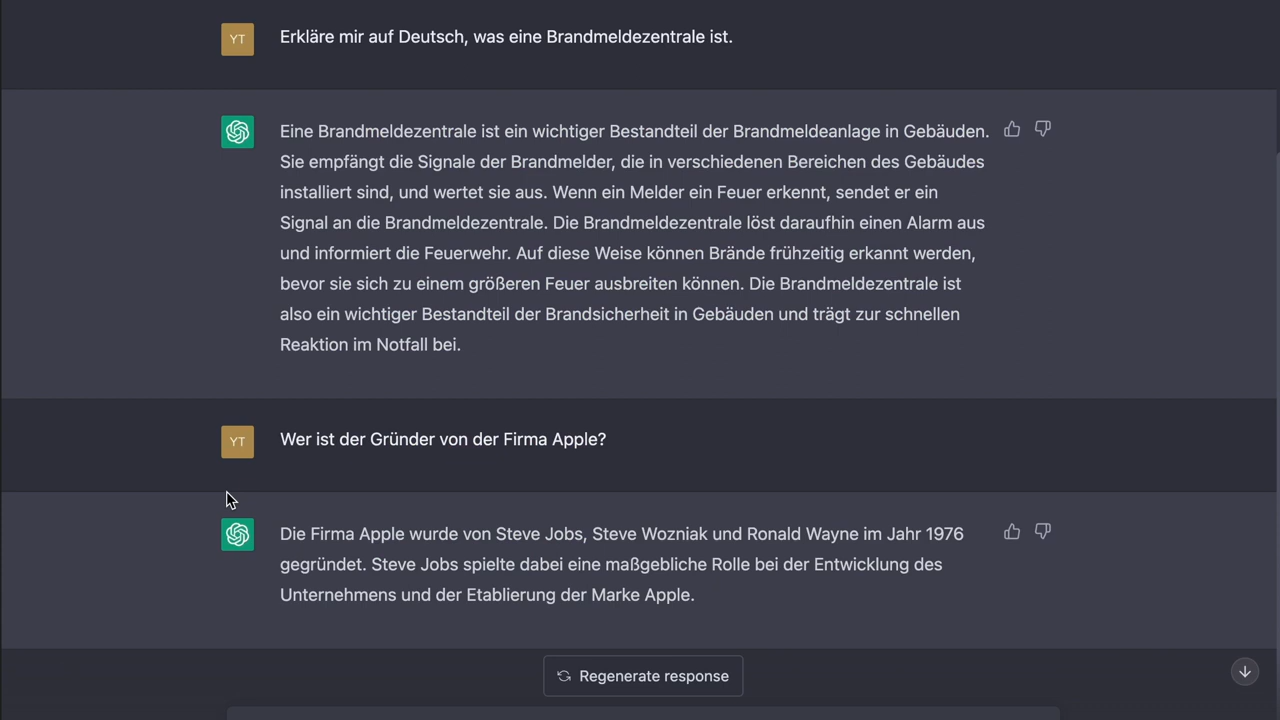 YT
Erkläre mir auf Deutsch, was eine Brandmeldezentrale ist.
Eine Brandmeldezentrale ist ein wichtiger Bestandteil der Brandmeldeanlage in Gebäuden.
Sie empfängt die Signale der Brandmelder, die in verschiedenen Bereichen des Gebäudes
installiert sind, und wertet sie aus. Wenn ein Melder ein Feuer erkennt, sendet er ein
Signal an die Brandmeldezentrale. Die Brandmeldezentrale löst daraufhin einen Alarm aus
und informiert die Feuerwehr. Auf diese Weise können Brände frühzeitig erkannt werden,
bevor sie sich zu einem größeren Feuer ausbreiten können. Die Brandmeldezentrale ist
also ein wichtiger Bestandteil der Brandsicherheit in Gebäuden und trägt zur schnellen
Reaktion im Notfall bei.
YT
Wer ist der Gründer von der Firma Apple?
Die Firma Apple wurde von Steve Jobs, Steve Wozniak und Ronald Wayne im Jahr 1976
gegründet. Steve Jobs spielte dabei eine maßgebliche Rolle bei der Entwicklung des
Unternehmens und der Etablierung der Marke Apple.
Regenerate response